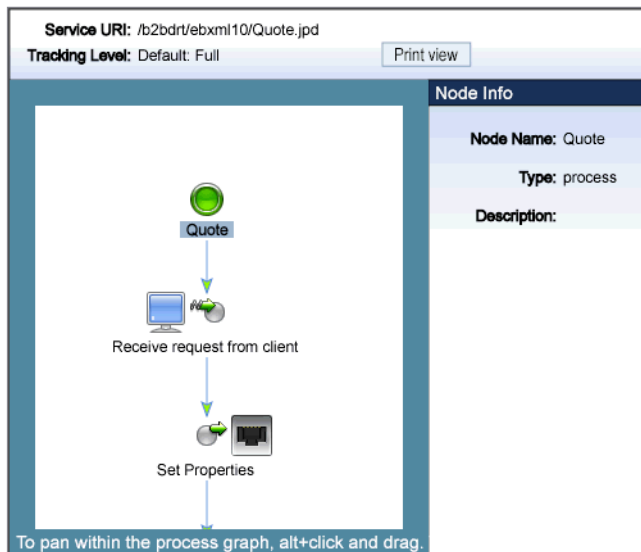 Service URI: /b2bdrt/ebxml10/Quote.jpd
Tracking Level: Default: Full
Print view
Node Info
Node Name: Quote
Type: process
Description:
Quote
Receive request from client
Set Properties
To pan within the process graph, alt+click and drag.